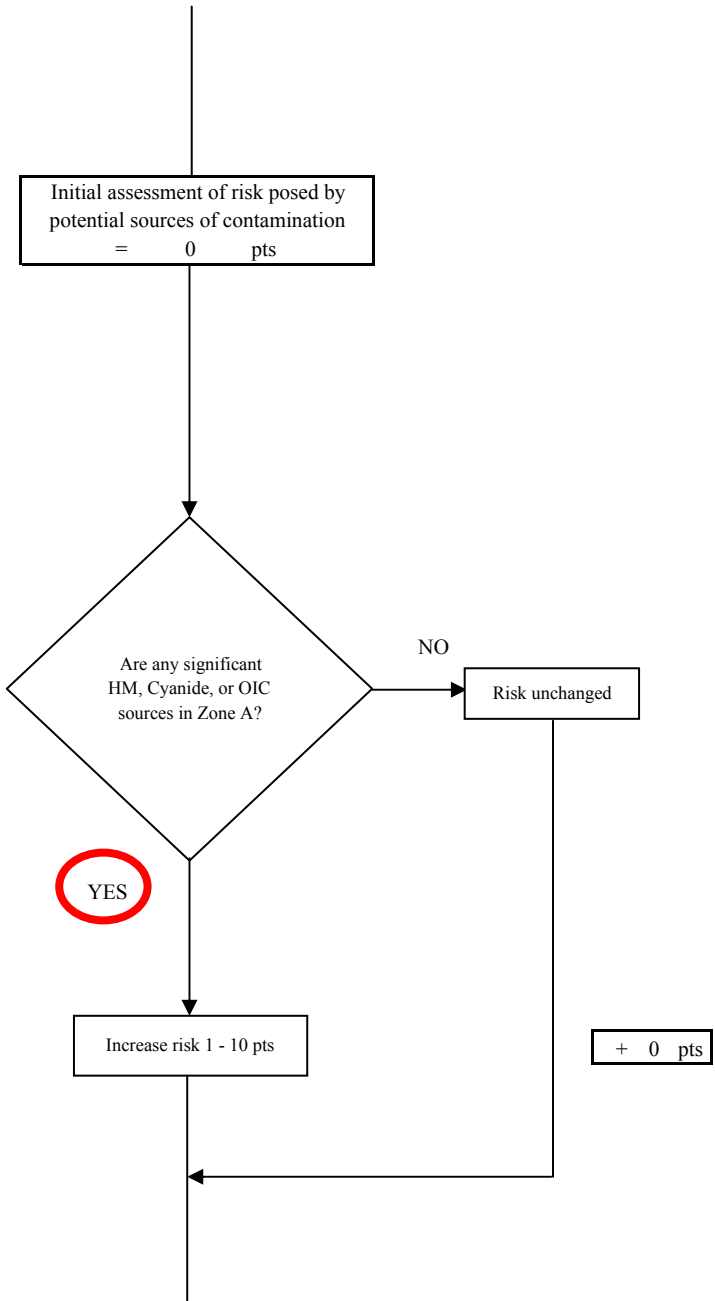 Initial assessment of risk posed by
potential sources of contamination
= 0 pts
Are any significant
HM, Cyanide, or OIC
sources in Zone A?
NO
Risk unchanged
YES
Increase risk 1 - 10 pts
+ 0 pts